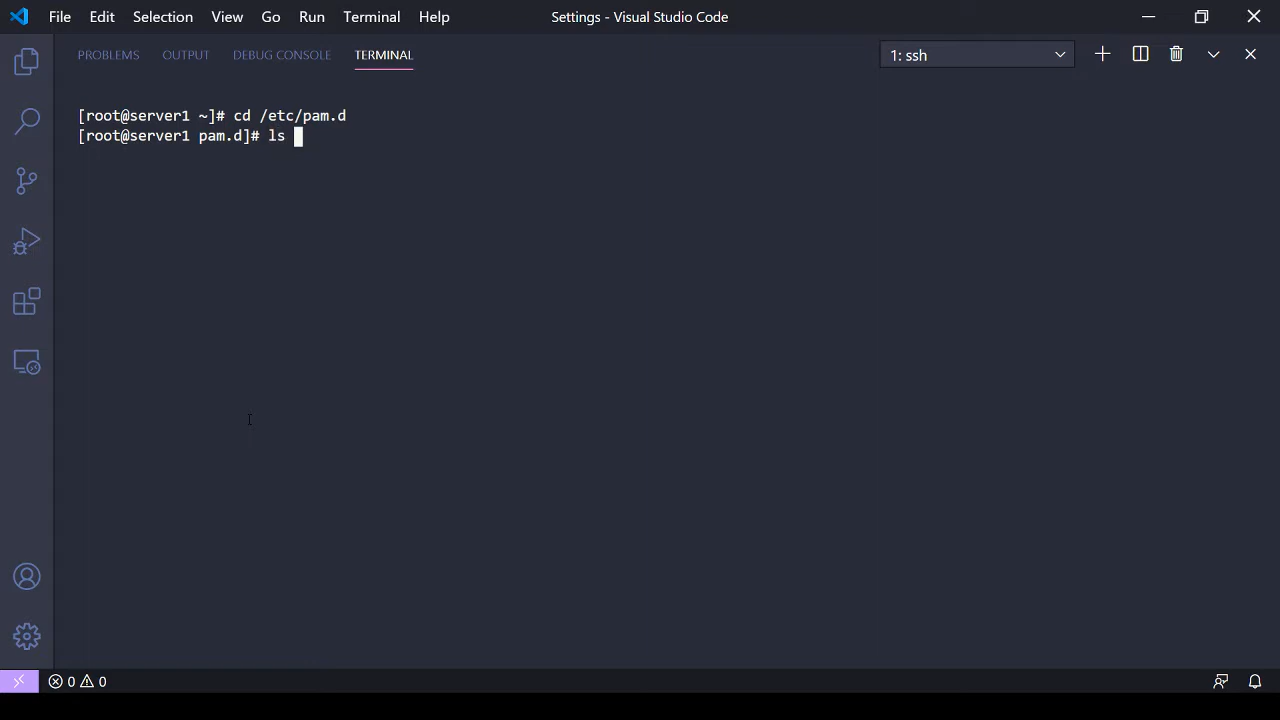 File Edit Selection View Go Run Terminal Help Settings - Visual Studio Code
PROBLEMS OUTPUT DEBUG CONSOLE TERMINAL 1: ssh
[root@server1 ~]# cd /etc/pam.d
[root@server1 pam.d]# ls
0 0